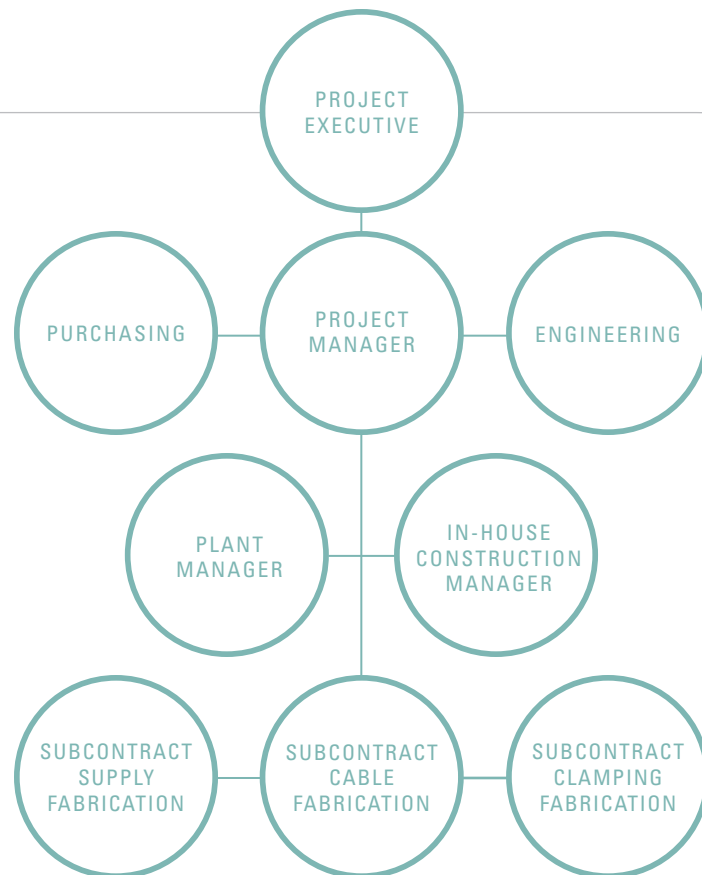 PROJECT
EXECUTIVE
PURCHASING
PROJECT
MANAGER
ENGINEERING
PLANT
MANAGER
IN-HOUSE
CONSTRUCTION
MANAGER
SUBCONTRACT
SUPPLY
FABRICATION
SUBCONTRACT
CABLE
FABRICATION
SUBCONTRACT
CLAMPING
FABRICATION